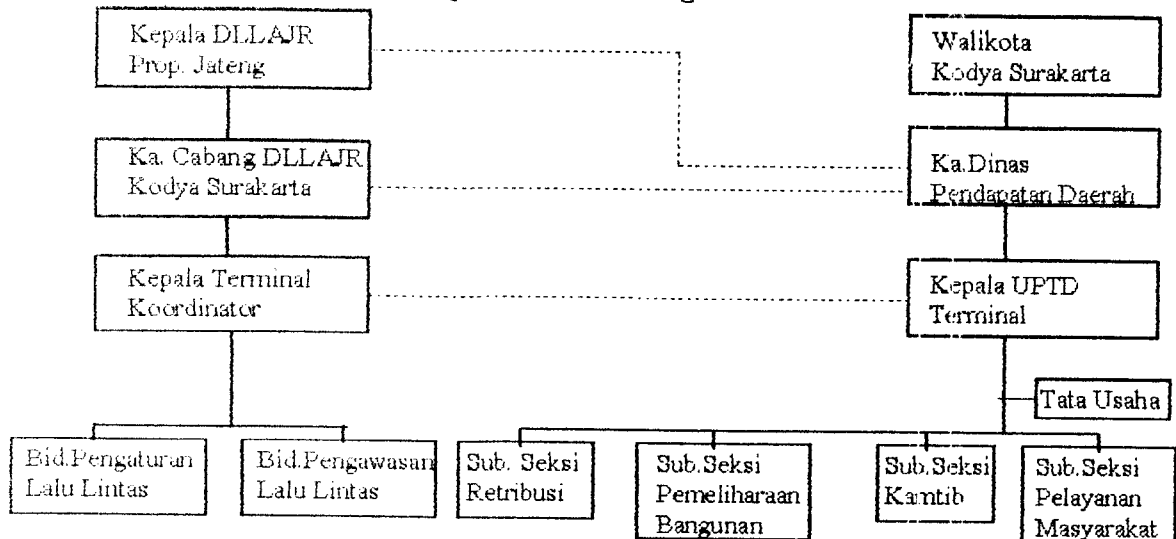 Kepala DLLAJR
Prop. Jateng
Walikota
Kodya Surakarta
Ka. Cabang DLLAJR
Kodya Surakarta
Ka.Dinas
Pendapatan Daerah
Kepala Terminal
Koordinator
Kepala UPTD
Terminal
Tata Usaha
Bid.Pengaturan
Lalu Lintas
Bid.Pengawasan
Lalu Lintas
Sub. Seksi
Retribusi
Sub.Seksi
Pemeliharaan
Bangunan
Sub.Seksi
Kamtib
Sub.Seksi
Pelayanan
Masyarakat